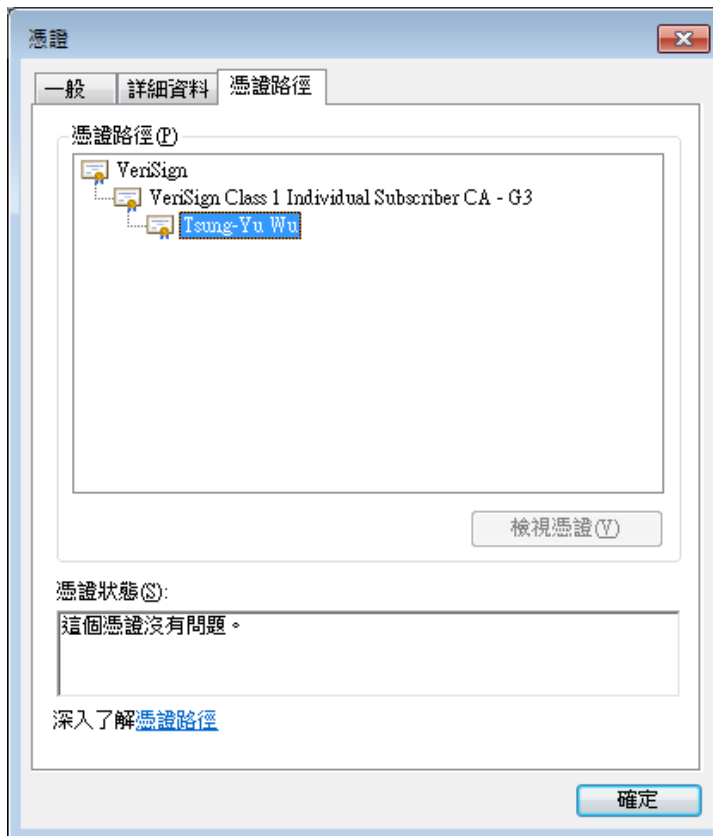 憑證
一般 詳細資料 憑證路徑
憑證路徑(P)
VeriSign
VeriSign Class 1 Individual Subscriber CA - G3
Tsung-Yu Wu
檢視憑證(V)
憑證狀態(S):
這個憑證沒有問題。
深入了解憑證路徑
確定